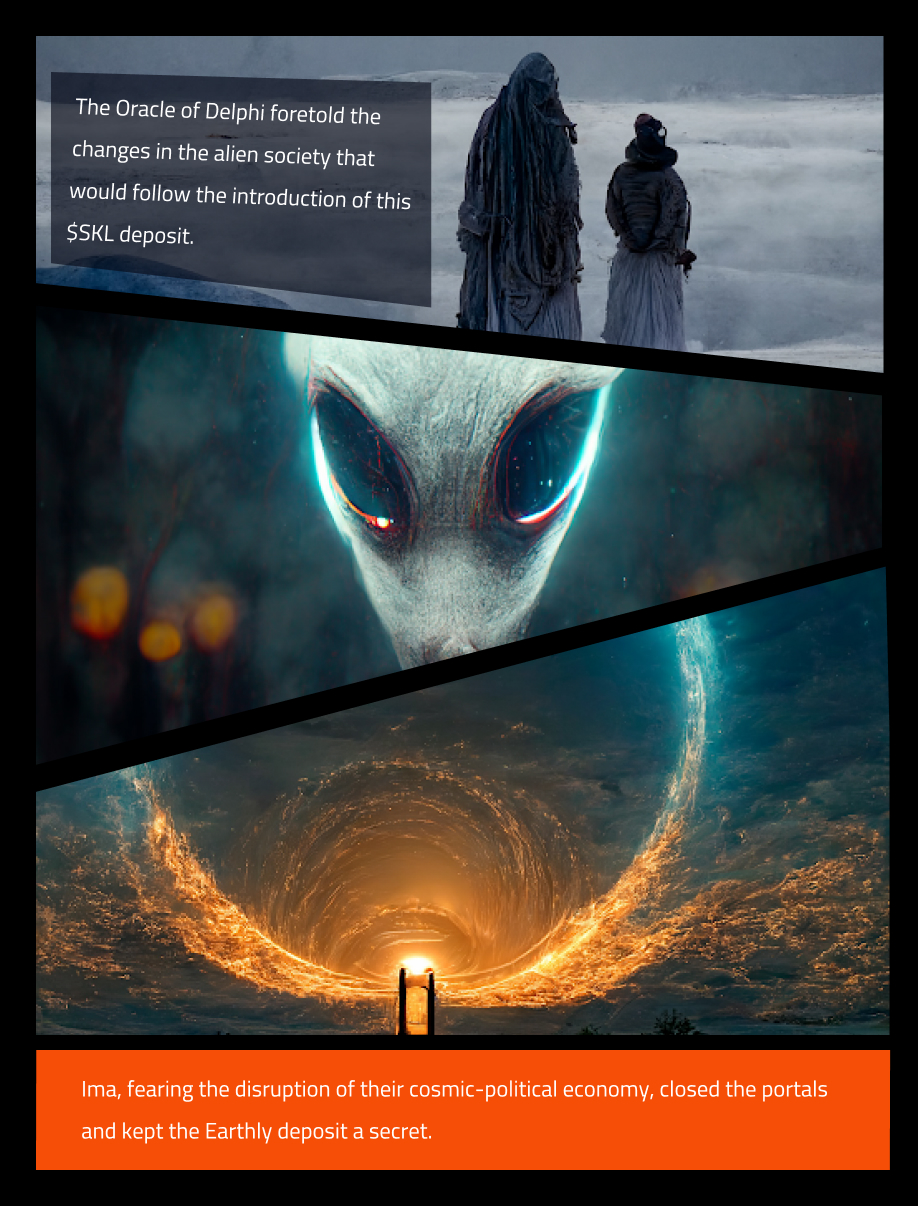 The Oracle of Delphi foretold the
changes in the alien society that
would follow the introduction of this
$SKL deposit.
Ima, fearing the disruption of their cosmic-political economy, closed the portals
and kept the Earthly deposit a secret.